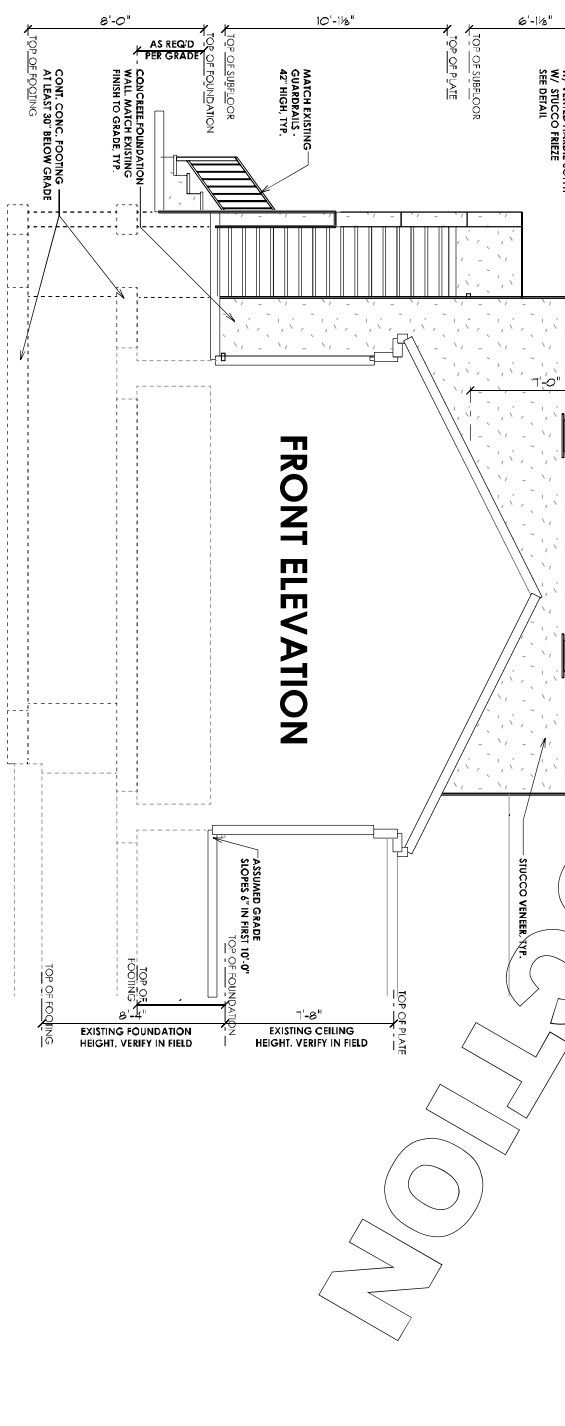 8'-0"
10'-1⅛"
6'-1⅛"
AS REQ'D
PER GRADE
TOP OF FOOTING
TOP OF FOUNDATION
TOP OF SUBFLOOR
TOP OF PLATE
TOP OF SUBFLOOR
CONT. CONC. FOOTING
AT LEAST 30" BELOW GRADE
CONCRETE FOUNDATION
WALL, MATCH EXISTING
FINISH TO GRADE, TYP.
MATCH EXISTING
GUARDRAILS -
42" HIGH, TYP.
W/ STUCCO FRIEZE
SEE DETAIL
FRONT ELEVATION
STUCCO VENEER, TYP.
ASSUMED GRADE
SLOPES 6" IN FIRST 10'-0"
TOP OF FOOTING
TOP OF
FOOTING
TOP OF FOUNDATION
TOP OF PLATE
8'-4"
7'-8"
EXISTING FOUNDATION
HEIGHT. VERIFY IN FIELD
EXISTING CEILING
HEIGHT. VERIFY IN FIELD
CTION